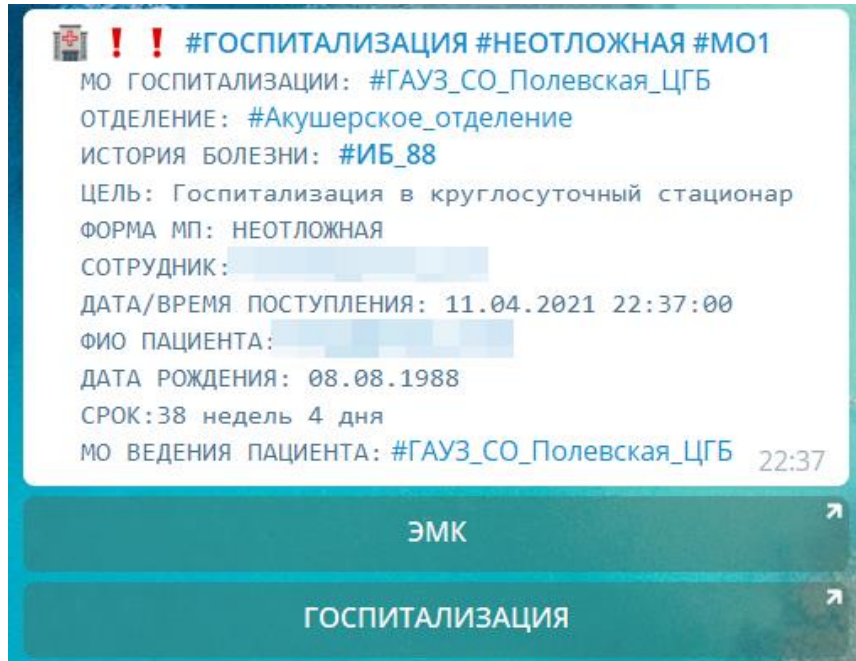 🏥❗❗ #ГОСПИТАЛИЗАЦИЯ #НЕОТЛОЖНАЯ #МО1
МО ГОСПИТАЛИЗАЦИИ: #ГАУЗ_СО_Полевская_ЦГБ
ОТДЕЛЕНИЕ: #Акушерское_отделение
ИСТОРИЯ БОЛЕЗНИ: #ИБ_88
ЦЕЛЬ: Госпитализация в круглосуточный стационар
ФОРМА МП: НЕОТЛОЖНАЯ
СОТРУДНИК:
ДАТА/ВРЕМЯ ПОСТУПЛЕНИЯ: 11.04.2021 22:37:00
ФИО ПАЦИЕНТА:
ДАТА РОЖДЕНИЯ: 08.08.1988
СРОК:38 недель 4 дня
МО ВЕДЕНИЯ ПАЦИЕНТА: #ГАУЗ_СО_Полевская_ЦГБ 22:37
ЭМК
ГОСПИТАЛИЗАЦИЯ